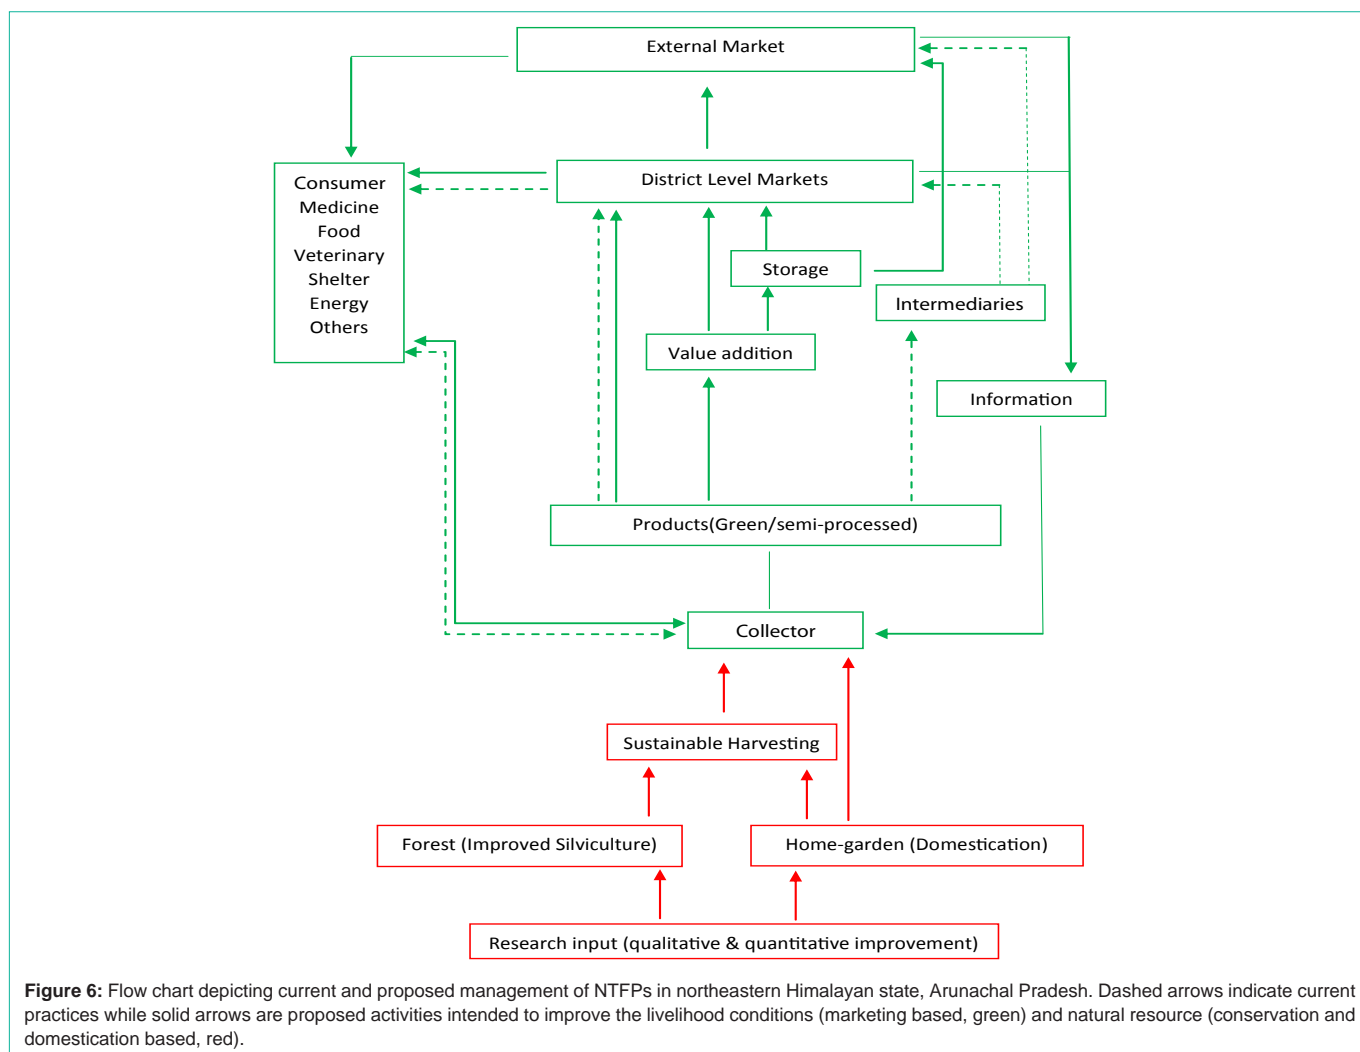 External Market
District Level Markets
Consumer
Medicine
Food
Veterinary
Shelter
Energy
Others
Storage
Intermediaries
Value addition
Information
Products(Green/semi-processed)
Collector
Sustainable Harvesting
Forest (Improved Silviculture)
Home-garden (Domestication)
Research input (qualitative & quantitative improvement)
Figure 6: Flow chart depicting current and proposed management of NTFPs in northeastern Himalayan state, Arunachal Pradesh. Dashed arrows indicate current
practices while solid arrows are proposed activities intended to improve the livelihood conditions (marketing based, green) and natural resource (conservation and
domestication based, red).